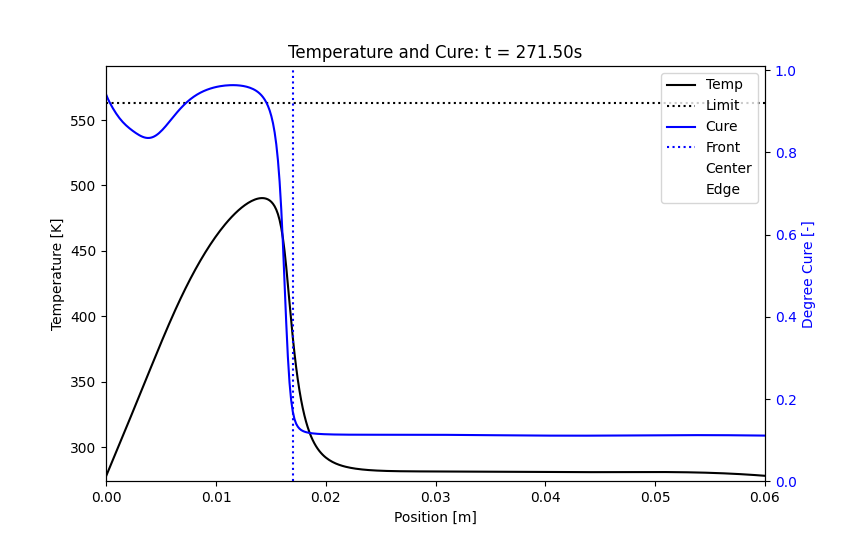 Temperature and Cure: t = 271.50s
Temperature [K]
550
500
450
400
350
300
Temp
Limit
Cure
Front
Center
Edge
1.0
0.8
0.6
0.4
0.2
0.0
Degree Cure [-]
0.00 0.01 0.02 0.03 0.04 0.05 0.06
Position [m]